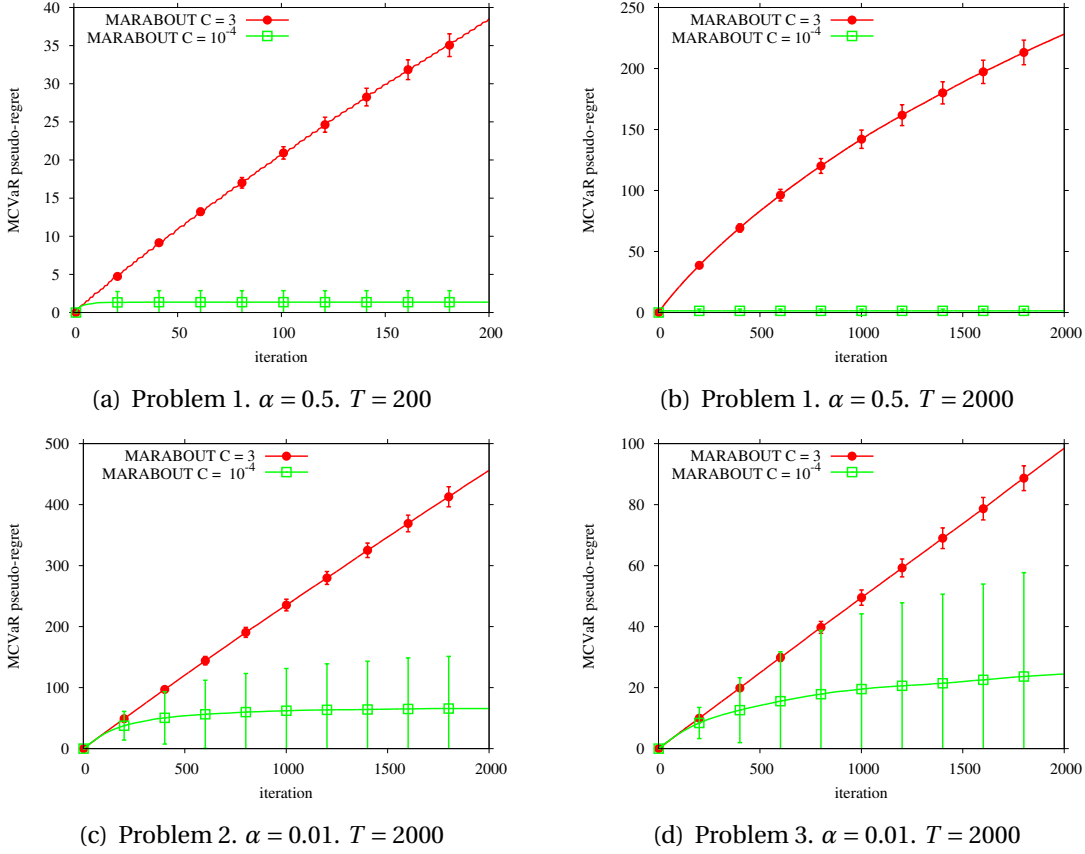 40
35
30
25
20
15
10
5
0
MCVaR pseudo-regret
MARABOUT C = 3
MARABOUT C = 10⁻⁴
0 50 100 150 200
iteration
(a) Problem 1. α = 0.5. T = 200
250
200
150
100
50
0
MCVaR pseudo-regret
MARABOUT C = 3
MARABOUT C = 10⁻⁴
0 500 1000 1500 2000
iteration
(b) Problem 1. α = 0.5. T = 2000
500
400
300
200
100
0
MCVaR pseudo-regret
MARABOUT C = 3
MARABOUT C = 10⁻⁴
0 500 1000 1500 2000
iteration
(c) Problem 2. α = 0.01. T = 2000
100
80
60
40
20
0
MCVaR pseudo-regret
MARABOUT C = 3
MARABOUT C = 10⁻⁴
0 500 1000 1500 2000
iteration
(d) Problem 3. α = 0.01. T = 2000